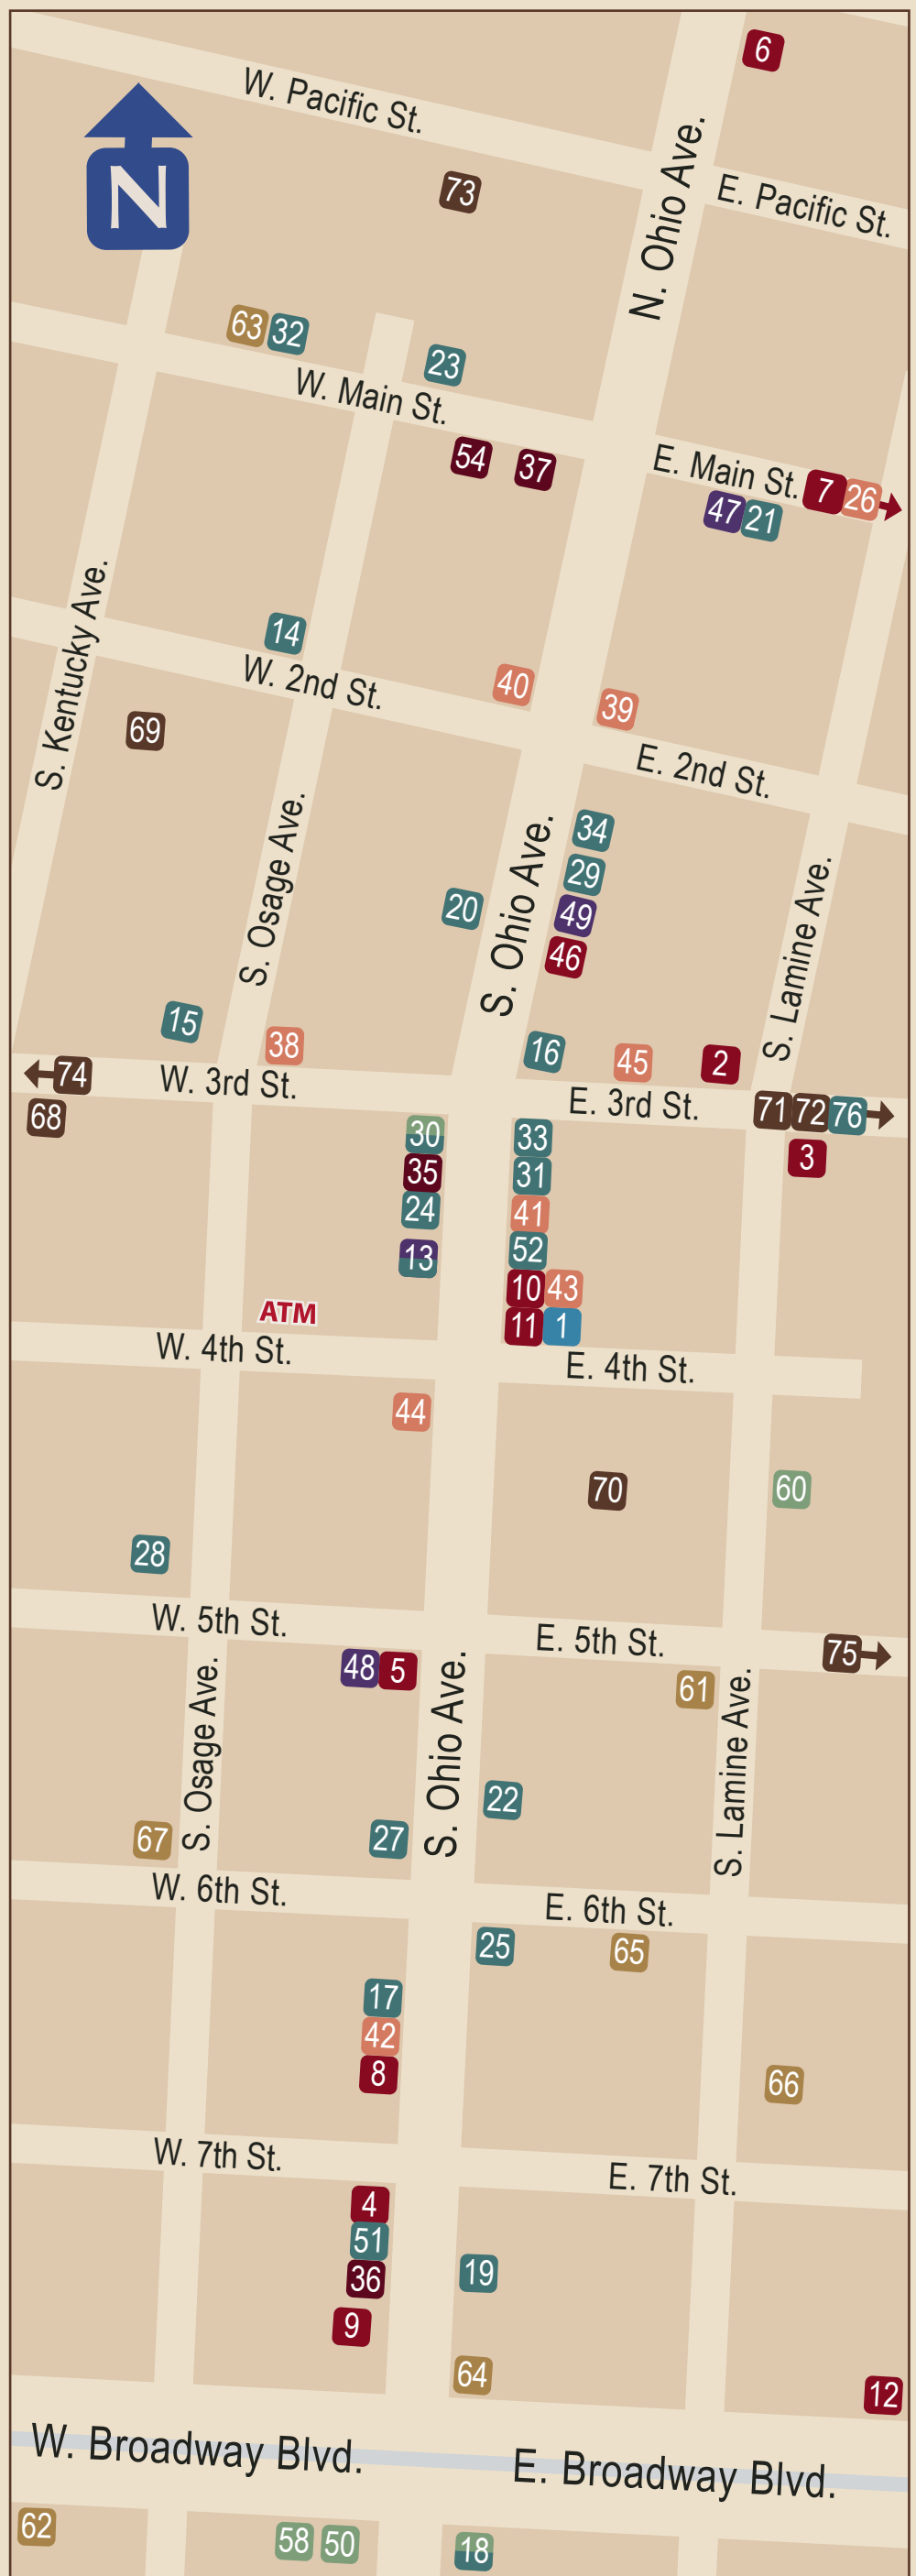 6
W. Pacific St.
N
73
E. Pacific St.
N. Ohio Ave.
63 32
23
W. Main St.
54 37
E. Main St. 7 26
47 21
S. Kentucky Ave.
14
W. 2nd St.
40
39
69
E. 2nd St.
34
29
49
46
20
S. Ohio Ave.
S. Osage Ave.
S. Lamine Ave.
15
38
16
45
2
74
W. 3rd St.
E. 3rd St.
71 72 76
68
3
30
35
24
13
33
31
41
52
10 43
11 1
ATM
W. 4th St.
E. 4th St.
44
70
60
28
W. 5th St.
E. 5th St.
75
48 5
61
S. Osage Ave.
S. Ohio Ave.
S. Lamine Ave.
22
67
27
W. 6th St.
E. 6th St.
25
65
17
42
8
66
W. 7th St.
E. 7th St.
4
51
36
9
19
64
12
W. Broadway Blvd.
E. Broadway Blvd.
62
58 50
18